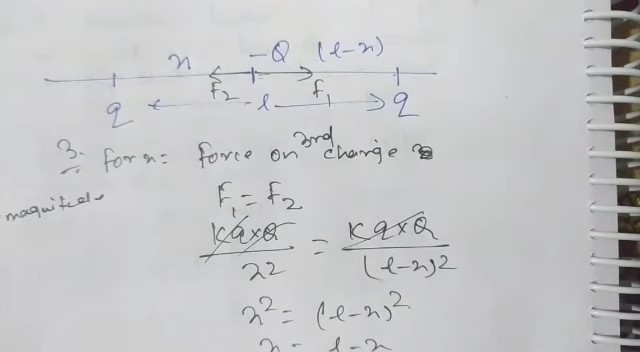 x -Q (l-x)
F₂ F₁
q l q
3. for x = force on 3rd charge
magnitude
F₁ = F₂
Kq×Q/x² = Kq×Q/(l-x)²
x² = (l-x)²
x = l-x